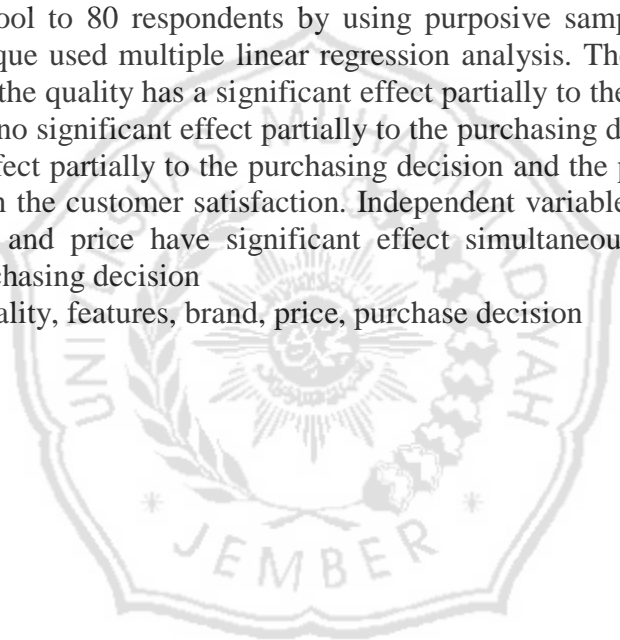 ool to 80 respondents by using purposive samp
que used multiple linear regression analysis. The
the quality has a significant effect partially to the
no significant effect partially to the purchasing d
fect partially to the purchasing decision and the p
n the customer satisfaction. Independent variable
and price have significant effect simultaneou
chasing decision
ality, features, brand, price, purchase decision
UNIVERSITAS MUHAMMADIYAH
JEMBER